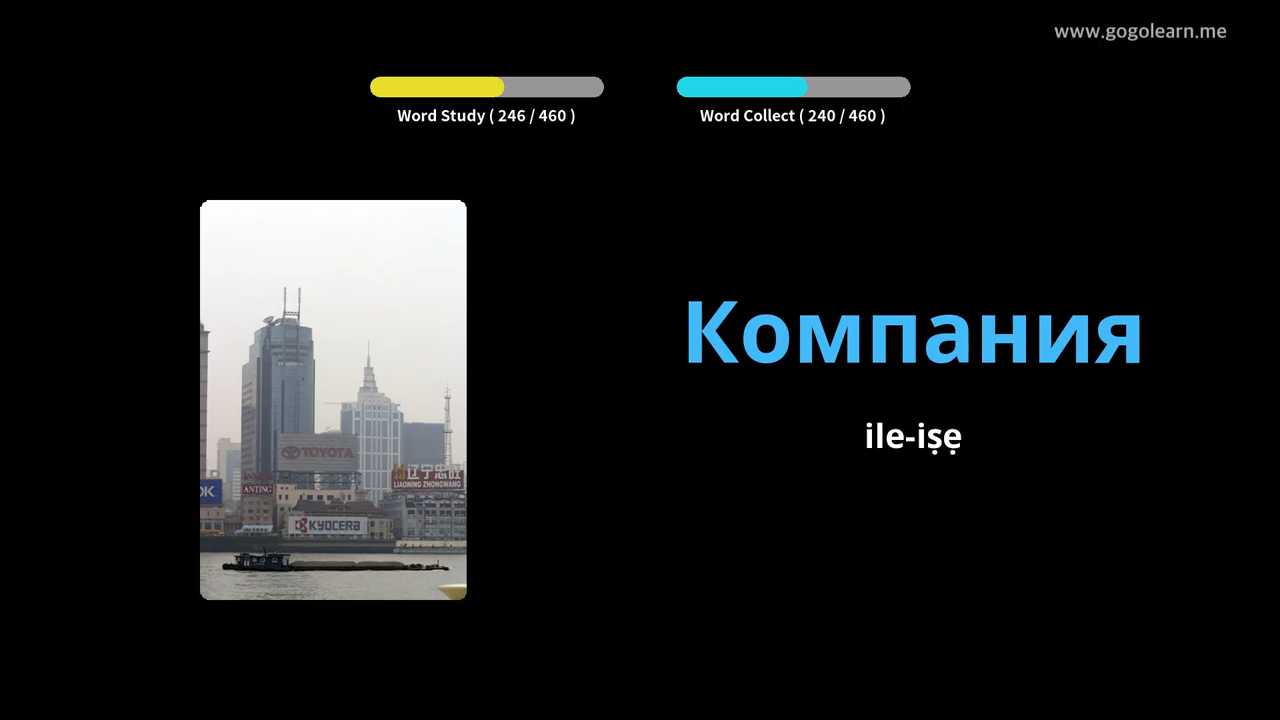 www.gogolearn.me
Word Study ( 246 / 460 )
Word Collect ( 240 / 460 )
Компания
ile-iṣẹ
TOYOTA
辽宁忠旺
LIAONING ZHONGWANG
OK
ANTING
KYOCERA